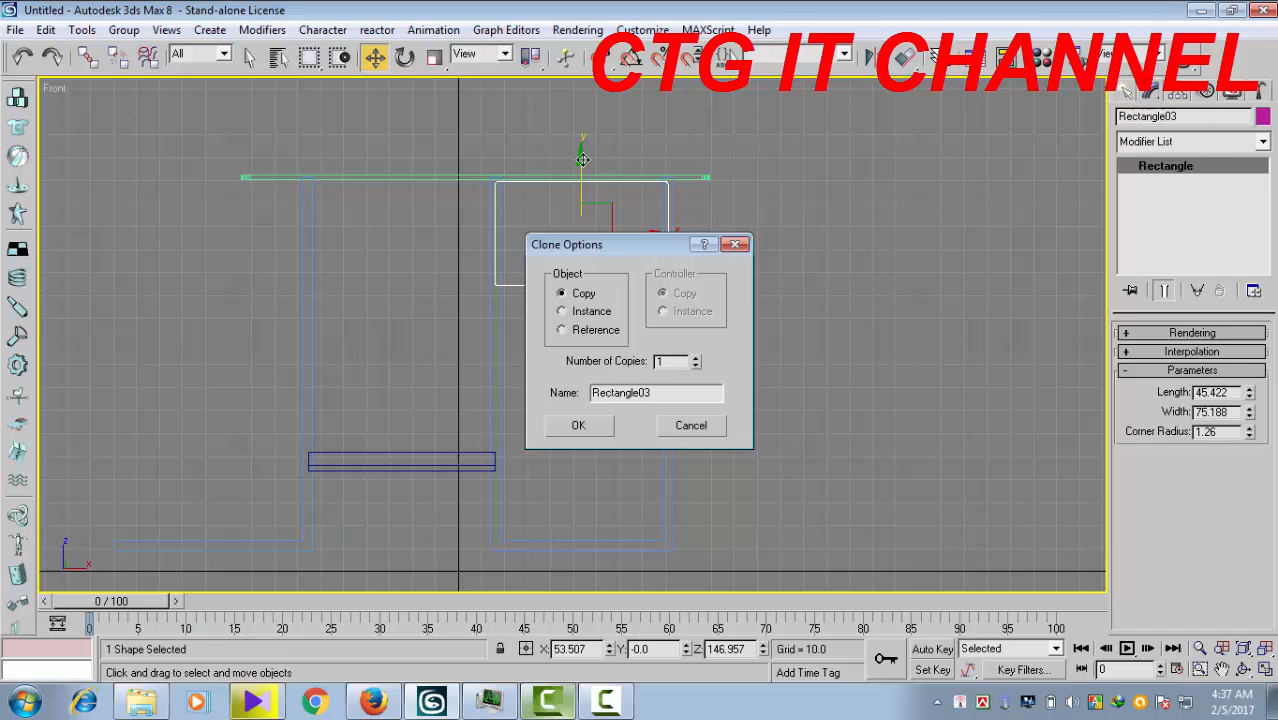 Untitled - Autodesk 3ds Max 8 - Stand-alone License
File Edit Tools Group Views Create Modifiers Character reactor Animation Graph Editors Rendering Customize MAXScript Help
All
View
CTG IT CHANNEL
Front
y
x
Rectangle03
Modifier List
Rectangle
Clone Options
Object
Copy
Instance
Reference
Controller
Copy
Instance
Number of Copies: 1
Name: Rectangle03
OK
Cancel
+ Rendering
+ Interpolation
- Parameters
Length: 45.422
Width: 75.188
Corner Radius: 1.26
z
x
< 0 / 100 >
0 5 10 15 20 25 30 35 40 45 50 55 60 65 70 75 80 85 90 95 100
1 Shape Selected
X: 53.507 Y: -0.0 Z: 146.957 Grid = 10.0
Auto Key Selected
Click and drag to select and move objects
Add Time Tag
Set Key Key Filters...
0
4:37 AM
2/5/2017